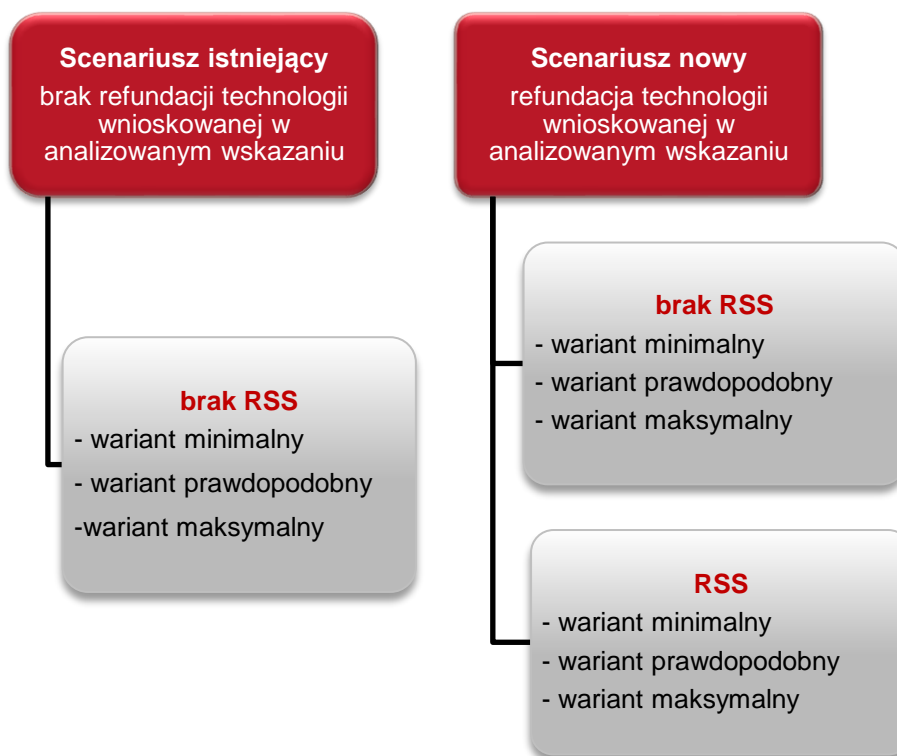 Scenariusz istniejący
brak refundacji technologii
wnioskowanej w
analizowanym wskazaniu
brak RSS
- wariant minimalny
- wariant prawdopodobny
-wariant maksymalny
Scenariusz nowy
refundacja technologii
wnioskowanej w
analizowanym wskazaniu
brak RSS
- wariant minimalny
- wariant prawdopodobny
- wariant maksymalny
RSS
- wariant minimalny
- wariant prawdopodobny
- wariant maksymalny